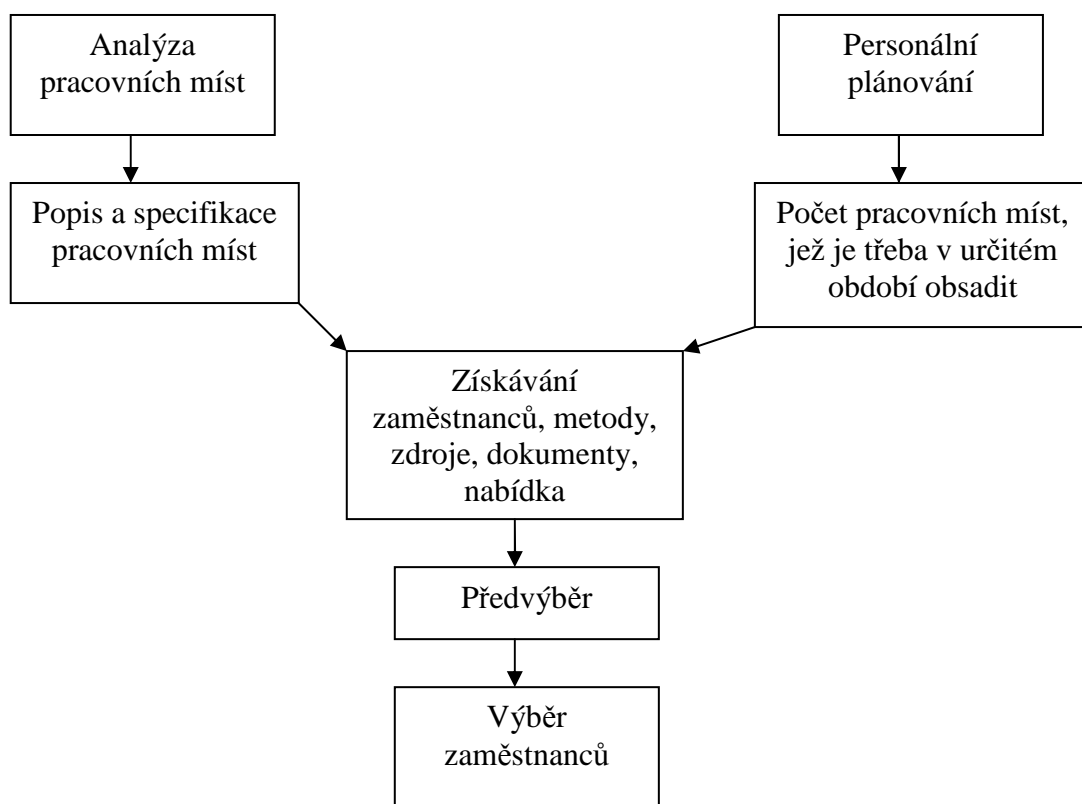 Analýza
pracovních míst
Personální
plánování
Popis a specifikace
pracovních míst
Počet pracovních míst,
jež je třeba v určitém
období obsadit
Získávání
zaměstnanců, metody,
zdroje, dokumenty,
nabídka
Předvýběr
Výběr
zaměstnanců